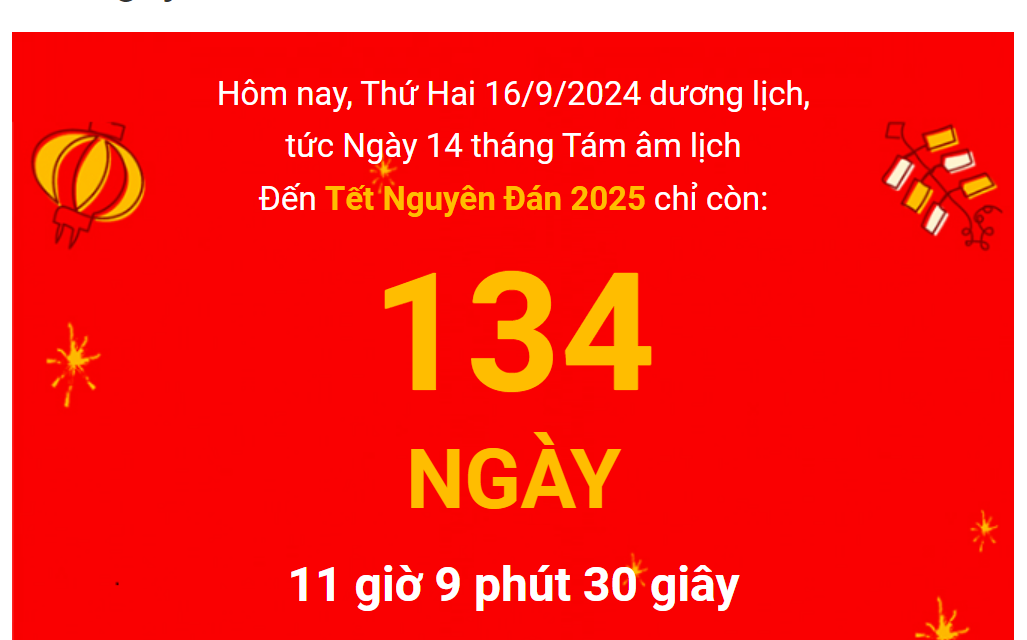 Hôm nay, Thứ Hai 16/9/2024 dương lịch,
tức Ngày 14 tháng Tám âm lịch
Đến Tết Nguyên Đán 2025 chỉ còn:
134
NGÀY
11 giờ 9 phút 30 giây